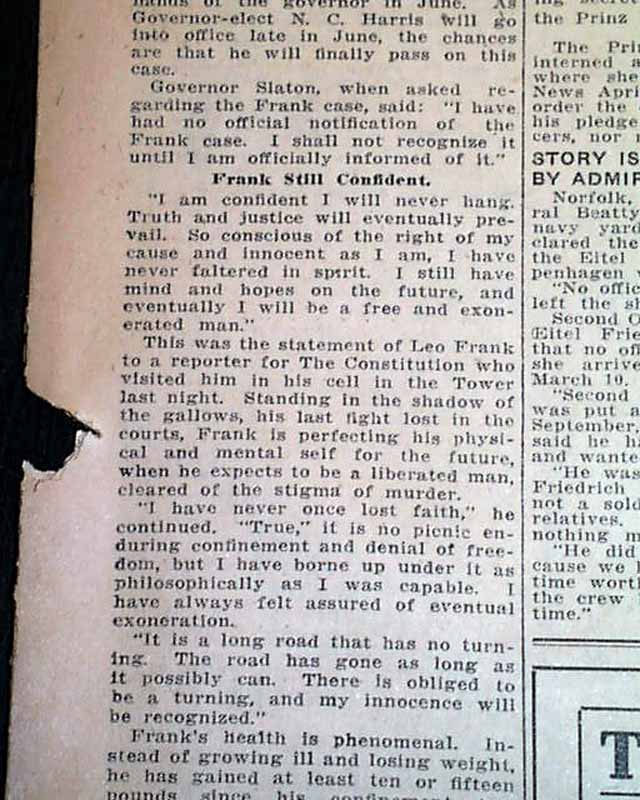 minds of the governor in June. As
Governor-elect N. C. Harris will go
into office late in June, the chances
are that he will finally pass on this
case.
Governor Slaton, when asked re-
garding the Frank case, said: "I have
had no official notification of the
Frank case. I shall not recognize it
until I am officially informed of it."
Frank Still Confident.
"I am confident I will never hang.
Truth and justice will eventually pre-
vail. So conscious of the right of my
cause and innocent as I am, I have
never faltered in spirit. I still have
mind and hopes on the future, and
eventually I will be a free and exon-
erated man."
This was the statement of Leo Frank
to a reporter for The Constitution who
visited him in his cell in the Tower
last night. Standing in the shadow of
the gallows, his last fight lost in the
courts, Frank is perfecting his physi-
cal and mental self for the future,
when he expects to be a liberated man,
cleared of the stigma of murder.
"I have never once lost faith," he
continued. "True," it is no picnic en-
during confinement and denial of free-
dom, but I have borne up under it as
philosophically as I was capable. I
have always felt assured of eventual
exoneration.
"It is a long road that has no turn-
ing. The road has gone as long as
it possibly can. There is obliged to
be a turning, and my innocence will
be recognized."
Frank's health is phenomenal. In-
stead of growing ill and losing weight,
he has gained at least ten or fifteen
pounds since his
the Prinz
The Prin
interned a
where she
News Apri
order the
his pledge
cers, nor
STORY IS
BY ADMIR
Norfolk,
ral Beatty
navy yard
clared the
the Eitel
penhagen
"No offic
left the s
Second O
Eitel Frie
that no off
she arrive
March 10.
"Second
was put a
September,
said he h
and wante
"He was
Friedrich
not a sold
relatives.
nothing m
"He did
cause we
time wort
the crew
time."
T